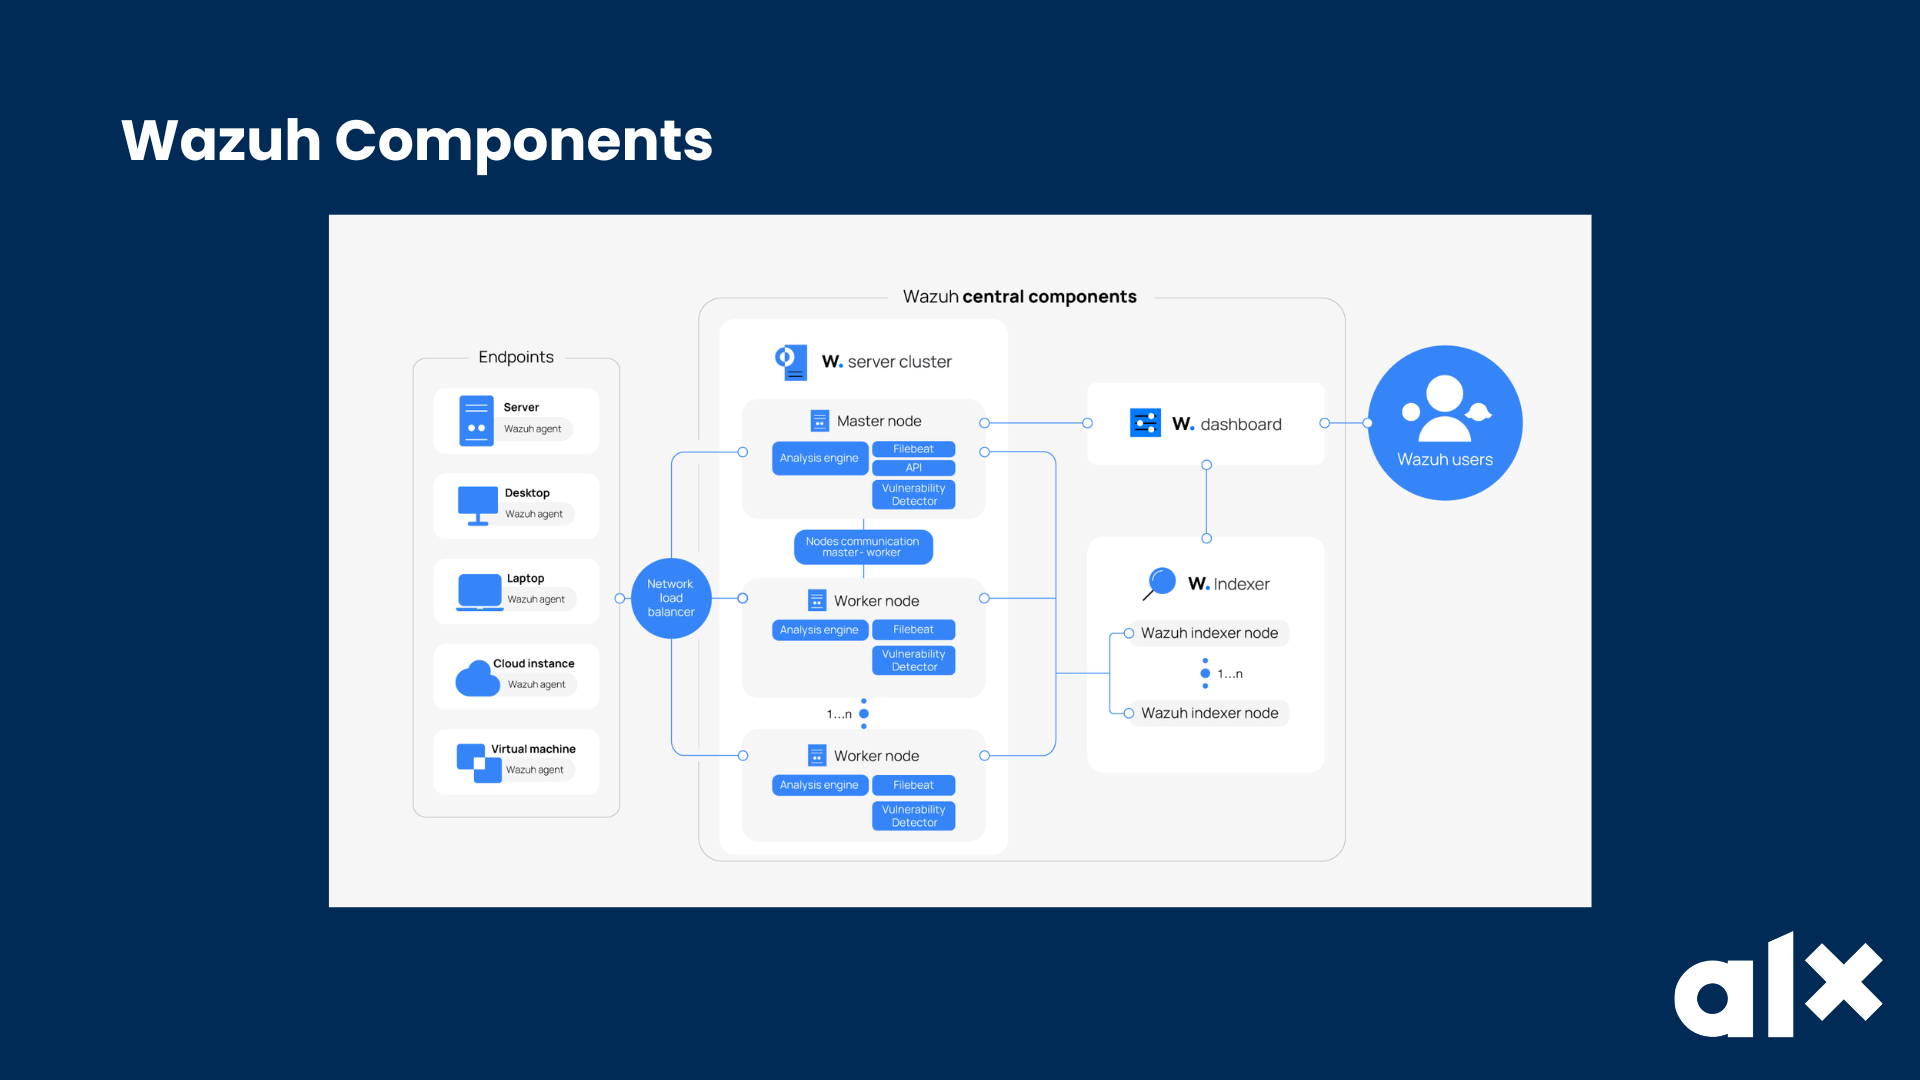 Wazuh Components
Wazuh central components
Endpoints
Server
Wazuh agent
Desktop
Wazuh agent
Laptop
Wazuh agent
Cloud instance
Wazuh agent
Virtual machine
Wazuh agent
Network
load
balancer
W. server cluster
Master node
Analysis engine
Filebeat
API
Vulnerability
Detector
Nodes communication
master- worker
Worker node
Analysis engine
Filebeat
Vulnerability
Detector
1...n
Worker node
Analysis engine
Filebeat
Vulnerability
Detector
W. dashboard
W. Indexer
Wazuh indexer node
1...n
Wazuh indexer node
Wazuh users
alx